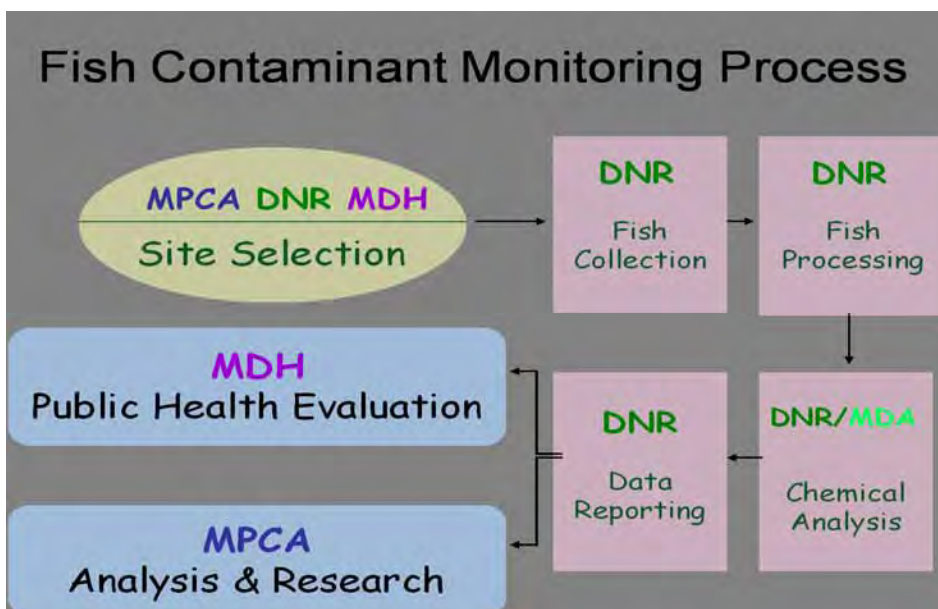 Fish Contaminant Monitoring Process
MPCA DNR MDH
Site Selection
DNR
Fish
Collection
DNR
Fish
Processing
DNR/MDA
Chemical
Analysis
DNR
Data
Reporting
MDH
Public Health Evaluation
MPCA
Analysis & Research